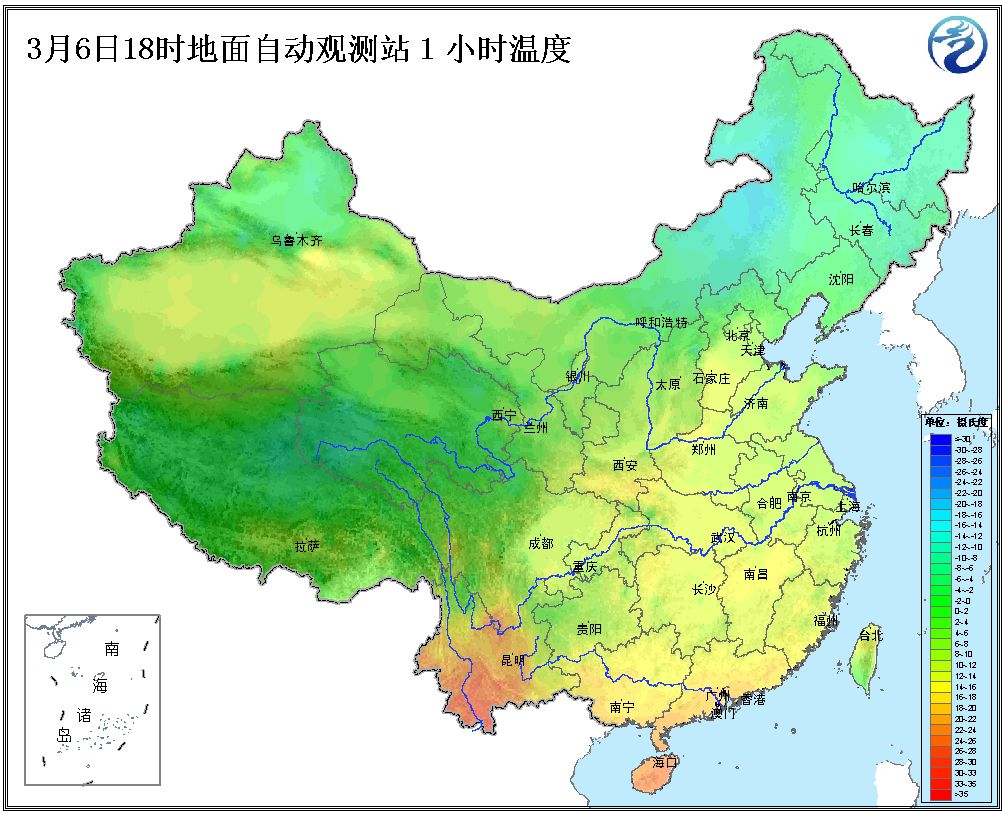 3月6日18时地面自动观测站 1 小时温度
哈尔滨
长春
乌鲁木齐
沈阳
呼和浩特
北京
天津
银川
太原
石家庄
西宁
济南
兰州
郑州
西安
南京
合肥
上海
成都
武汉
杭州
拉萨
重庆
南昌
长沙
贵阳
福州
台北
昆明
南宁
广州
香港
澳门
海口
南
海
诸
岛
单位：摄氏度
≤-30
-30~-28
-28~-26
-26~-24
-24~-22
-22~-20
-20~-18
-18~-16
-16~-14
-14~-12
-12~-10
-10~-8
-8~-6
-6~-4
-4~-2
-2~0
0~2
2~4
4~6
6~8
8~10
10~12
12~14
14~16
16~18
18~20
20~22
22~24
24~26
26~28
28~30
30~33
33~35
>35